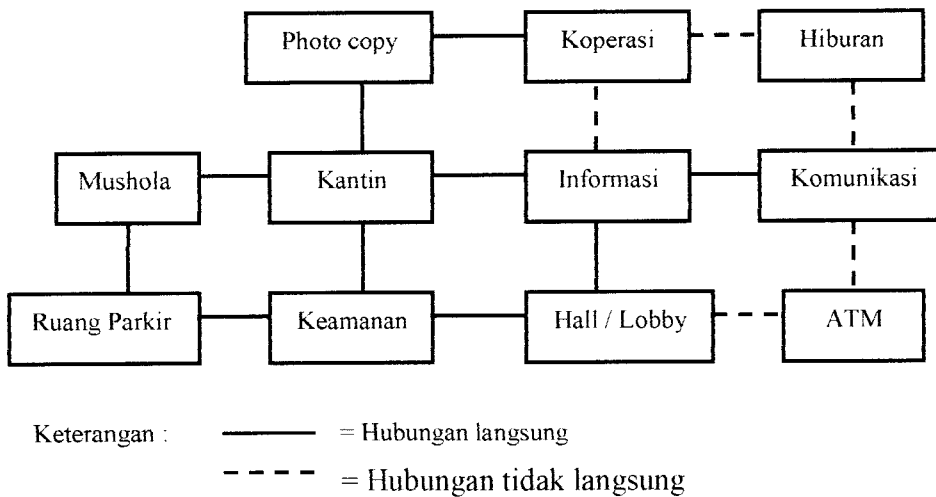 Photo copy
Koperasi
Hiburan
Mushola
Kantin
Informasi
Komunikasi
Ruang Parkir
Keamanan
Hall / Lobby
ATM
Keterangan :
= Hubungan langsung
= Hubungan tidak langsung